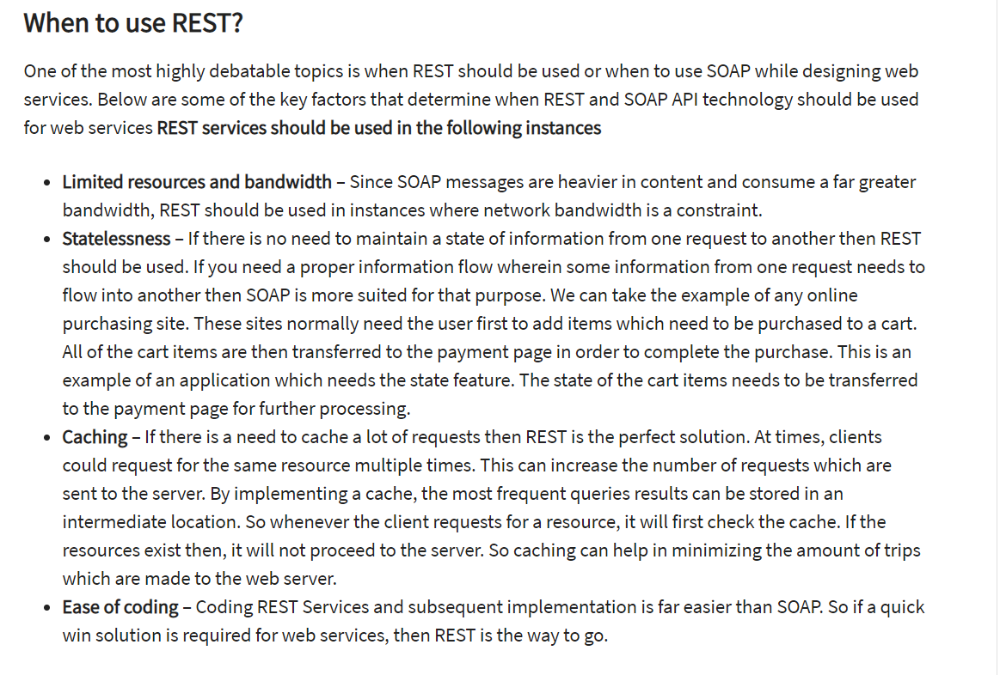 When to use REST?
One of the most highly debatable topics is when REST should be used or when to use SOAP while designing web
services. Below are some of the key factors that determine when REST and SOAP API technology should be used
for web services REST services should be used in the following instances
• Limited resources and bandwidth – Since SOAP messages are heavier in content and consume a far greater
bandwidth, REST should be used in instances where network bandwidth is a constraint.
• Statelessness – If there is no need to maintain a state of information from one request to another then REST
should be used. If you need a proper information flow wherein some information from one request needs to
flow into another then SOAP is more suited for that purpose. We can take the example of any online
purchasing site. These sites normally need the user first to add items which need to be purchased to a cart.
All of the cart items are then transferred to the payment page in order to complete the purchase. This is an
example of an application which needs the state feature. The state of the cart items needs to be transferred
to the payment page for further processing.
• Caching – If there is a need to cache a lot of requests then REST is the perfect solution. At times, clients
could request for the same resource multiple times. This can increase the number of requests which are
sent to the server. By implementing a cache, the most frequent queries results can be stored in an
intermediate location. So whenever the client requests for a resource, it will first check the cache. If the
resources exist then, it will not proceed to the server. So caching can help in minimizing the amount of trips
which are made to the web server.
• Ease of coding – Coding REST Services and subsequent implementation is far easier than SOAP. So if a quick
win solution is required for web services, then REST is the way to go.